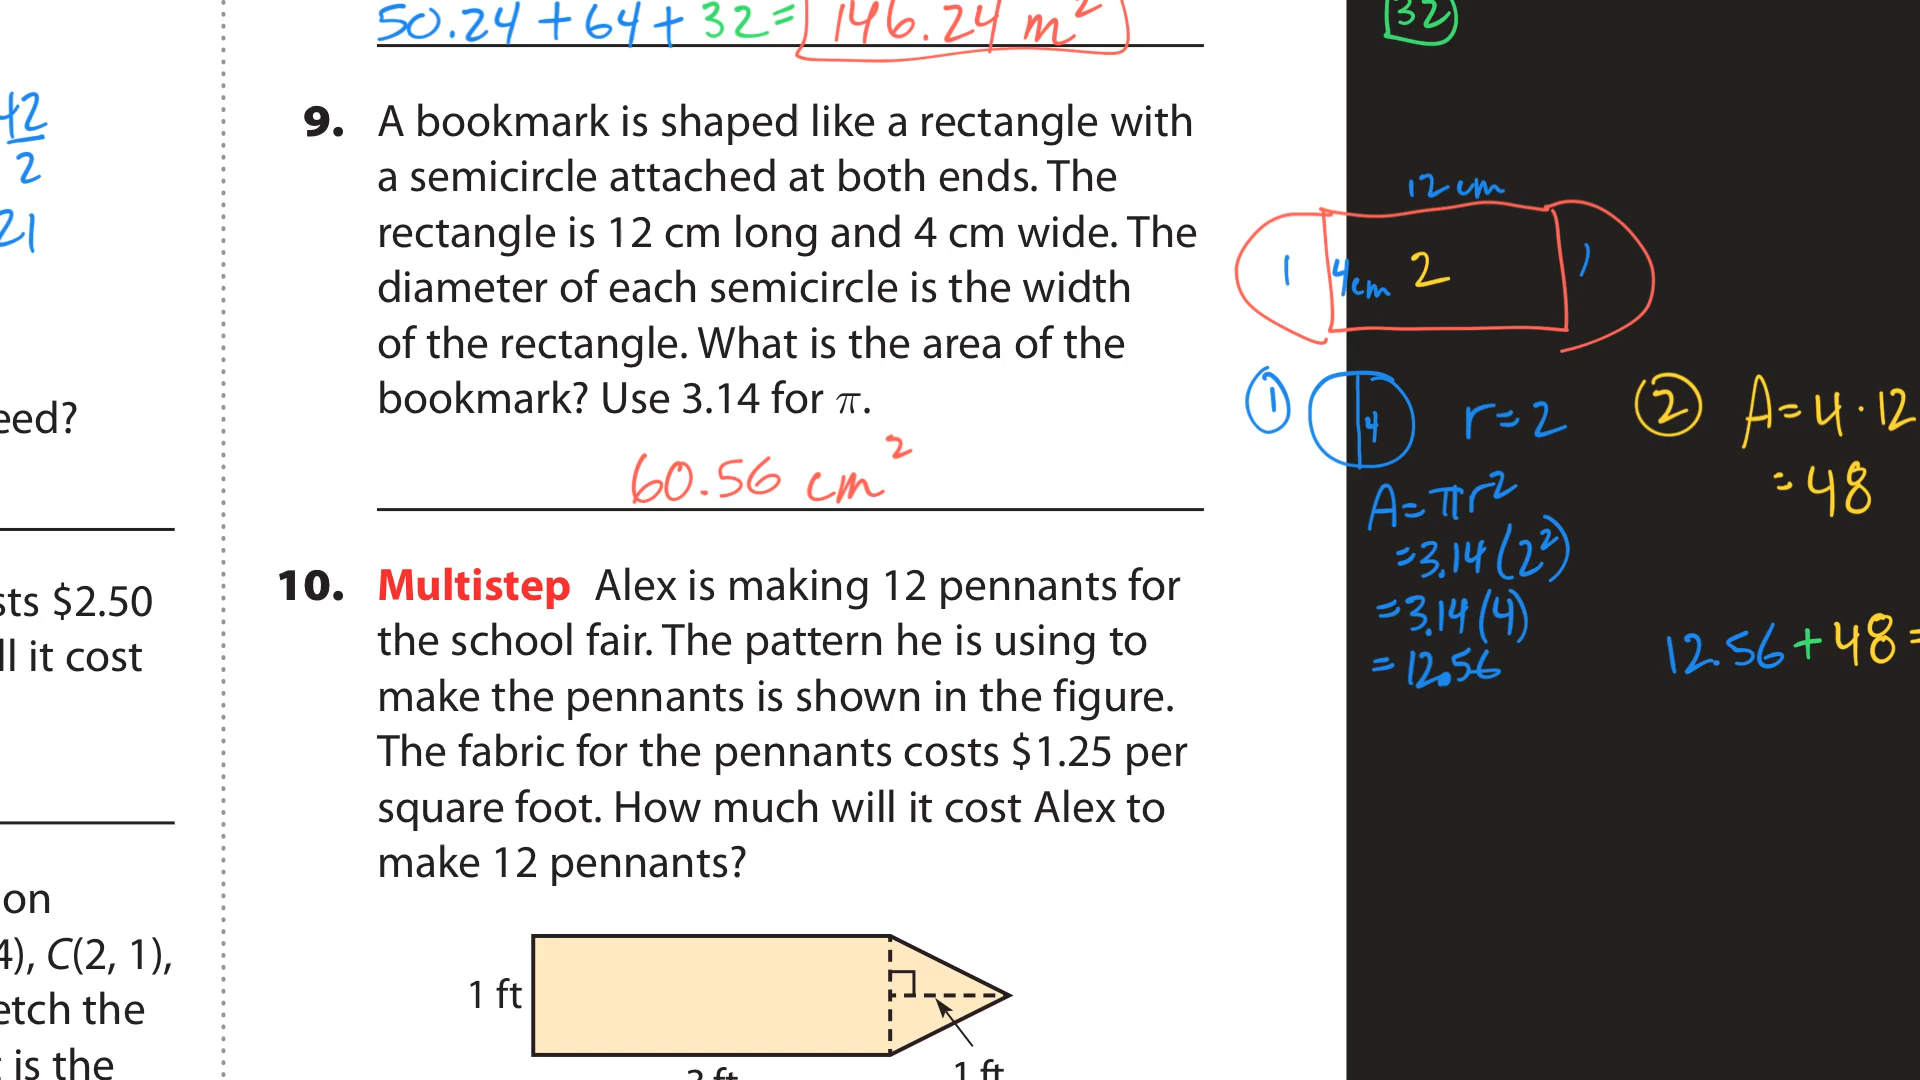 50.24 + 64 + 32 = 146.24 m²
32
42
2
21
9. A bookmark is shaped like a rectangle with
a semicircle attached at both ends. The
rectangle is 12 cm long and 4 cm wide. The
diameter of each semicircle is the width
of the rectangle. What is the area of the
bookmark? Use 3.14 for π.
60.56 cm²
12 cm
1 4cm 2 1
1 4 r = 2
A = πr²
= 3.14 (2²)
= 3.14 (4)
= 12.56
2 A = 4 · 12
= 48
12.56 + 48 =
eed?
sts $2.50
ll it cost
10. Multistep Alex is making 12 pennants for
the school fair. The pattern he is using to
make the pennants is shown in the figure.
The fabric for the pennants costs $1.25 per
square foot. How much will it cost Alex to
make 12 pennants?
1 ft
3 ft
1 ft
on
4), C(2, 1),
etch the
t is the